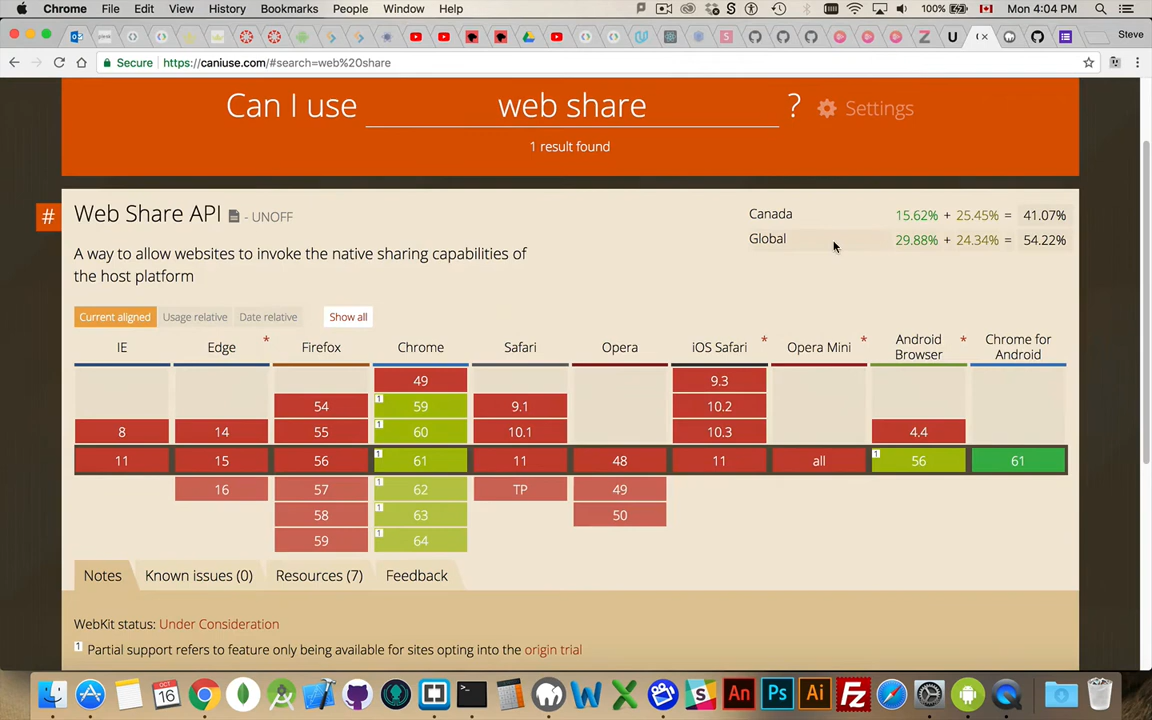 Chrome File Edit View History Bookmarks People Window Help 100% Mon 4:04 PM
Steve
Secure https://caniuse.com/#search=web%20share
Can I use web share ? Settings
1 result found
# Web Share API - UNOFF
Canada 15.62% + 25.45% = 41.07%
Global 29.88% + 24.34% = 54.22%
A way to allow websites to invoke the native sharing capabilities of
the host platform
Current aligned Usage relative Date relative Show all
IE Edge * Firefox Chrome Safari Opera iOS Safari * Opera Mini * Android Browser * Chrome for Android
49 9.3
54 1 59 9.1 10.2
8 14 55 1 60 10.1 10.3 4.4
11 15 56 1 61 11 48 11 all 1 56 61
16 57 1 62 TP 49
58 1 63 50
59 1 64
Notes Known issues (0) Resources (7) Feedback
WebKit status: Under Consideration
1 Partial support refers to feature only being available for sites opting into the origin trial